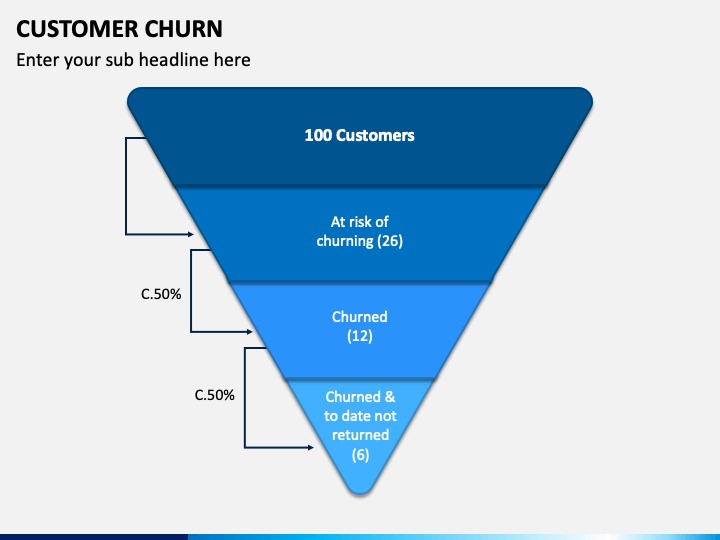 CUSTOMER CHURN
Enter your sub headline here
100 Customers
At risk of
churning (26)
C.50%
Churned
(12)
C.50%
Churned &
to date not
returned
(6)